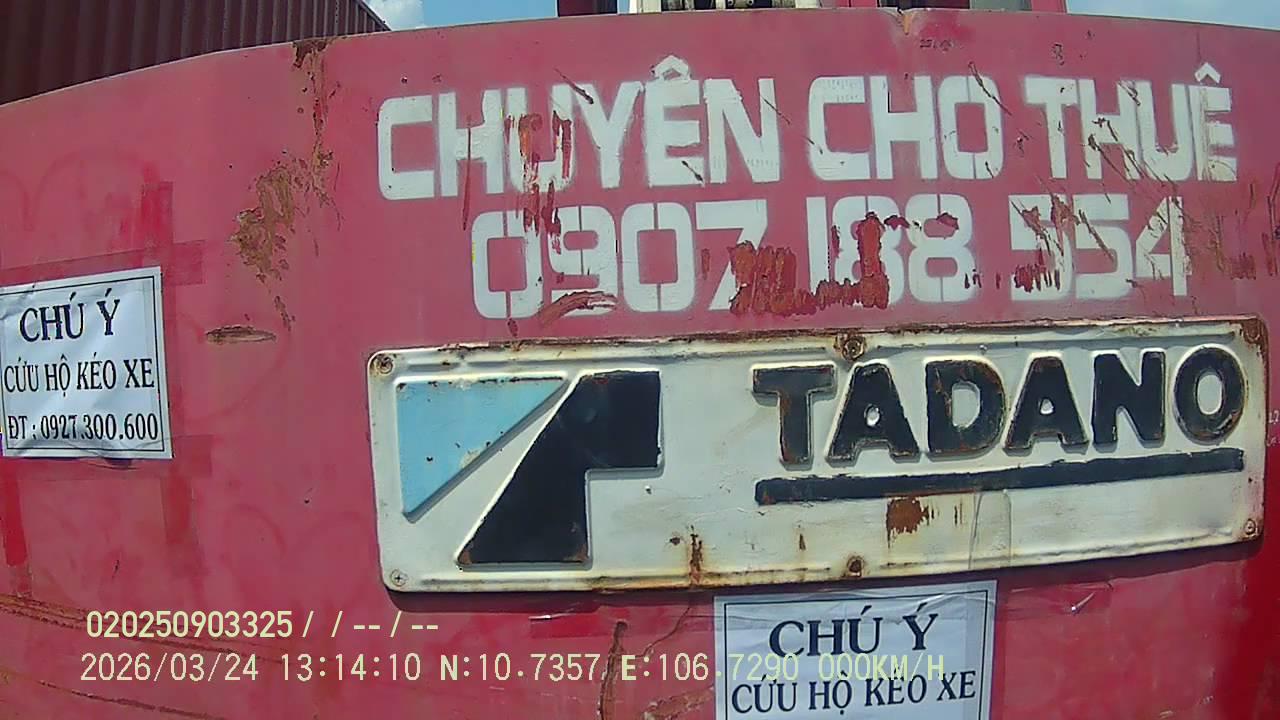 CHUYÊN CHO THUÊ
0907 188 554
CHÚ Ý
CỨU HỘ KÉO XE
ĐT : 0927.300.600
TADANO
CHÚ Ý
CỨU HỘ KÉO XE
020250903325 / / -- / --
2026/03/24 13:14:10 N:10.7357 E:106.7290 000KM/H